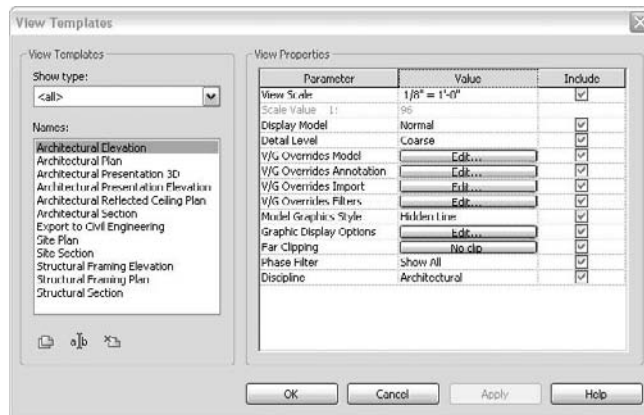 View Templates
View Templates
Show type:
<all>
Names:
Architectural Elevation
Architectural Plan
Architectural Presentation 3D
Architectural Presentation Elevation
Architectural Reflected Ceiling Plan
Architectural Section
Export to Civil Engineering
Site Plan
Site Section
Structural Framing Elevation
Structural Framing Plan
Structural Section
a b
View Properties
Parameter Value Include
View Scale 1/8" = 1'-0"
Scale Value 1: 96
Display Model Normal
Detail Level Coarse
V/G Overrides Model Edit...
V/G Overrides Annotation Edit...
V/G Overrides Import Edit...
V/G Overrides Filters Edit...
Model Graphics Style Hidden Line
Graphic Display Options Edit...
Far Clipping No clip
Phase Filter Show All
Discipline Architectural
OK Cancel Apply Help